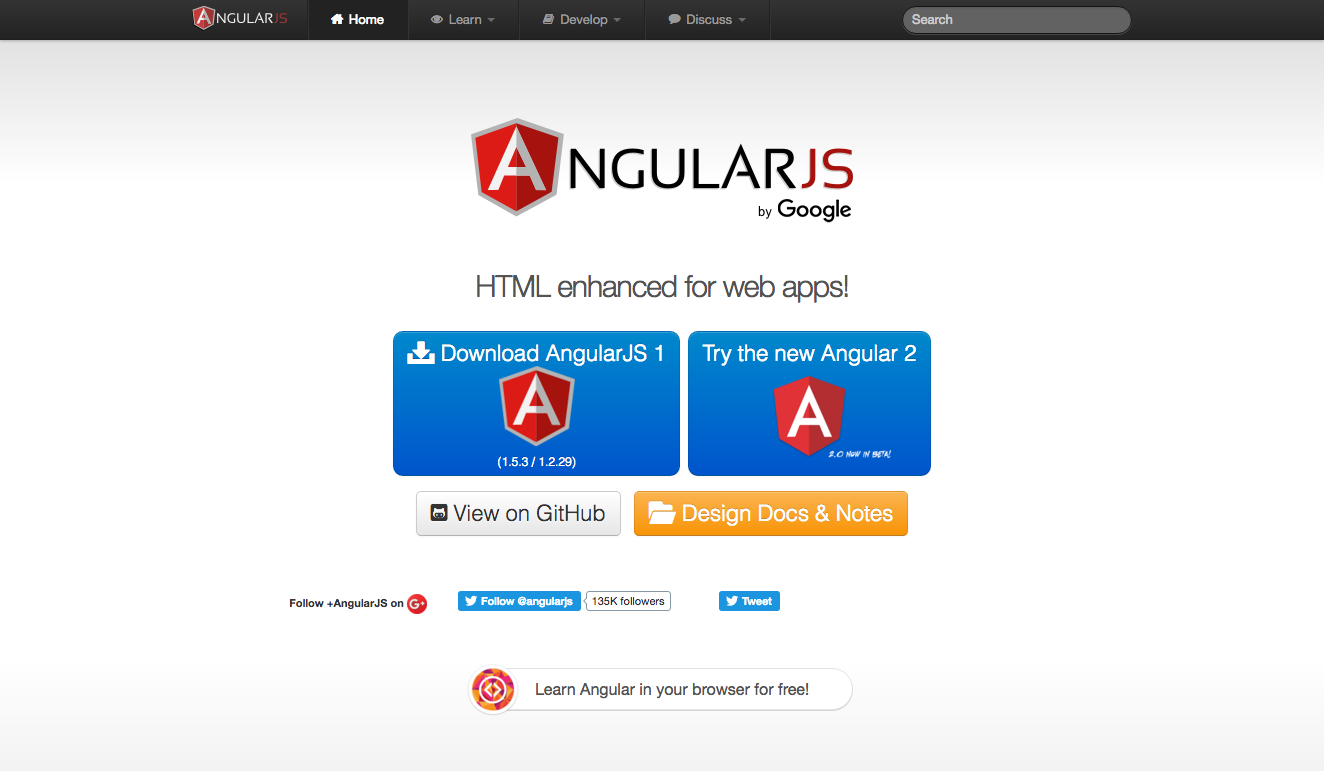 ANGULARJS Home Learn Develop Discuss Search
ANGULARJS
by Google
HTML enhanced for web apps!
Download AngularJS 1
(1.5.3 / 1.2.29)
Try the new Angular 2
A
2.0 NOW IN BETA!
View on GitHub Design Docs & Notes
Follow +AngularJS on G+ Follow @angularjs 135K followers Tweet
Learn Angular in your browser for free!